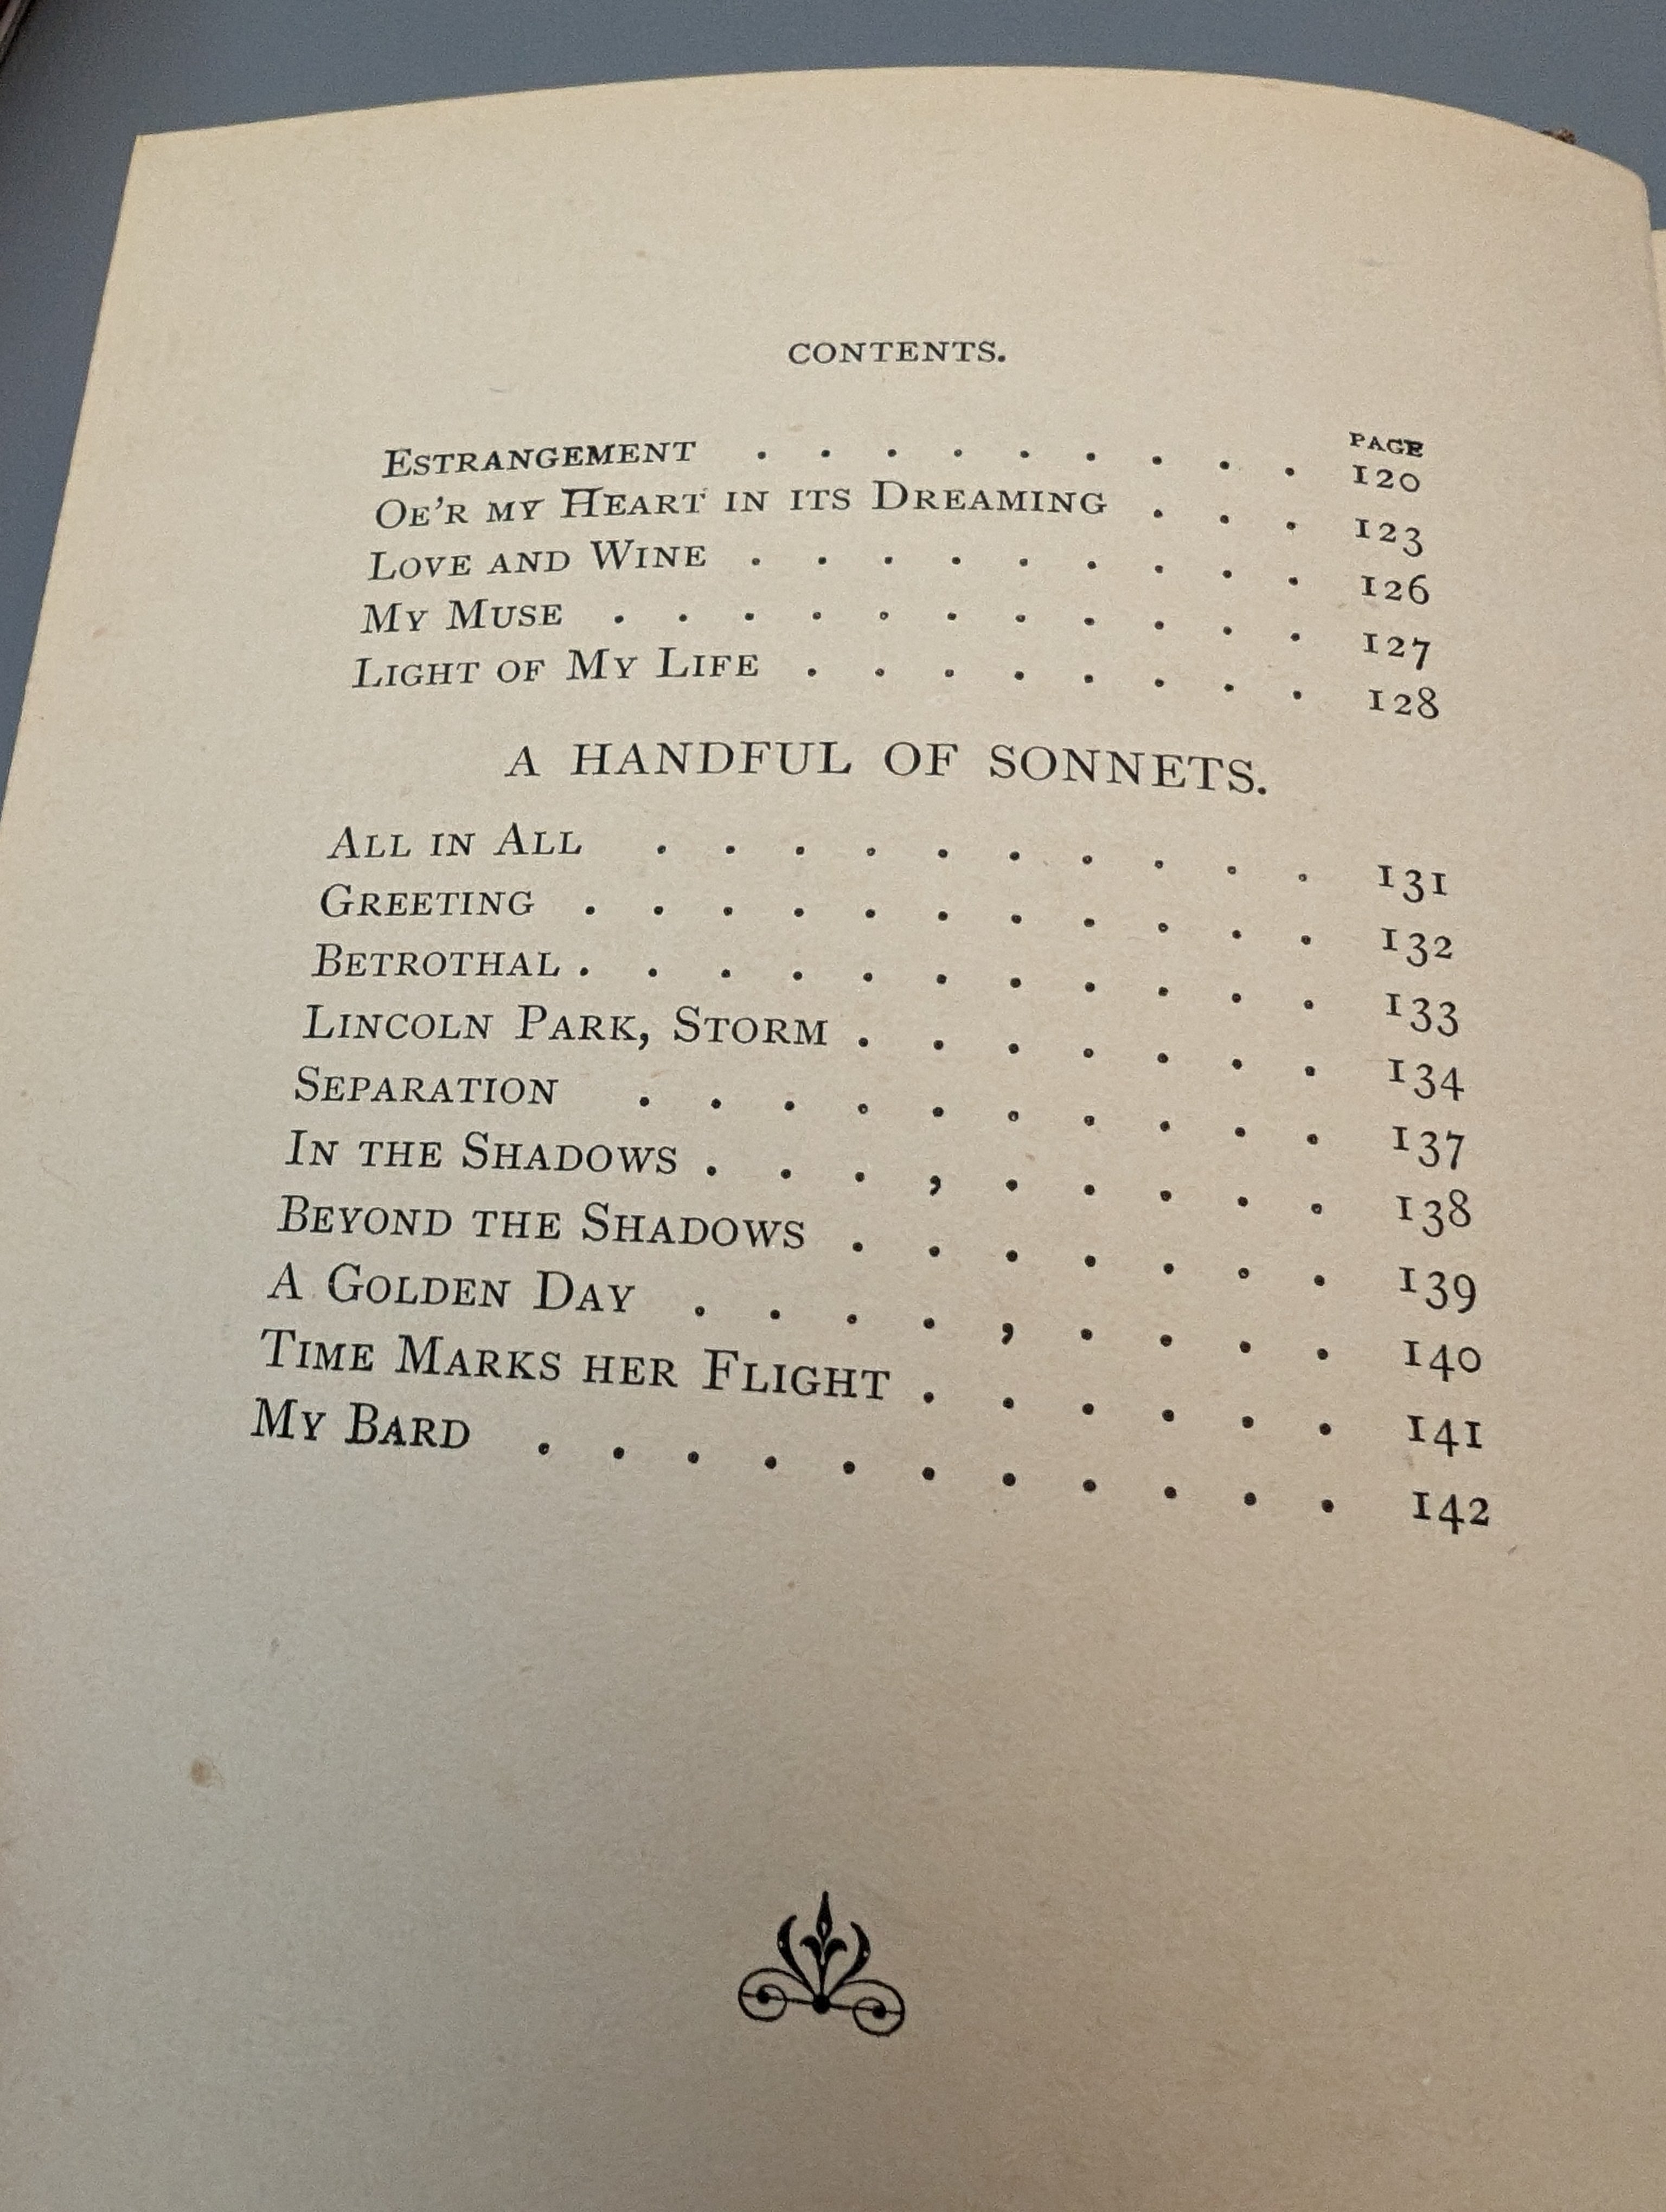 CONTENTS.
PAGE
ESTRANGEMENT . . . . . . . . . 120
OE'R MY HEART IN ITS DREAMING . . . 123
LOVE AND WINE . . . . . . . . . 126
MY MUSE . . . . . . . . . . . 127
LIGHT OF MY LIFE . . . . . . . . 128
A HANDFUL OF SONNETS.
ALL IN ALL . . . . . . . . . . 131
GREETING . . . . . . . . . . . 132
BETROTHAL . . . . . . . . . . . 133
LINCOLN PARK, STORM . . . . . . . 134
SEPARATION . . . . . . . . . . 137
IN THE SHADOWS . . . , . . . . . 138
BEYOND THE SHADOWS . . . . . . . 139
A GOLDEN DAY . . . . , . . . . 140
TIME MARKS HER FLIGHT . . . . . . 141
MY BARD . . . . . . . . . . . 142